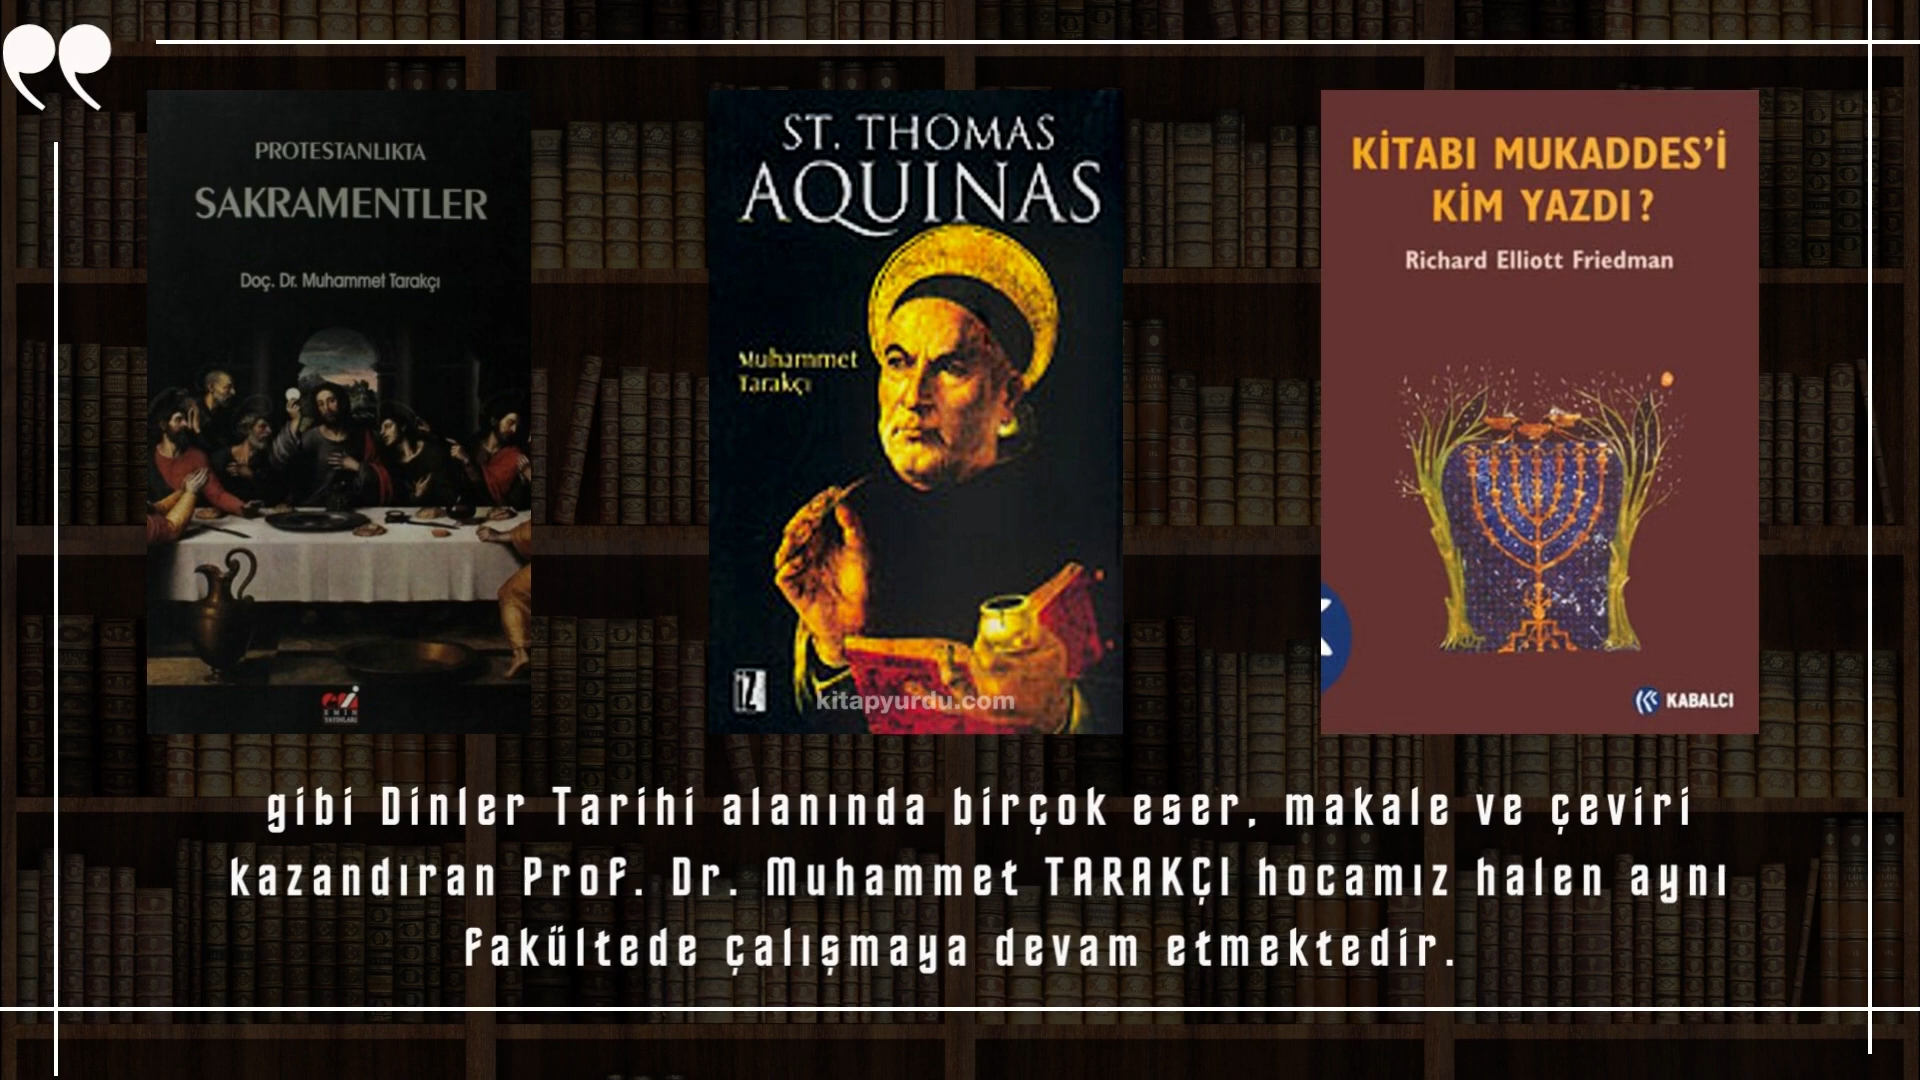 PROTESTANLIKTA
SAKRAMENTLER
Doç. Dr. Muhammet Tarakçı
EMİN
YAYINLARI
ST. THOMAS
AQUINAS
Muhammet
Tarakçı
İZ
kitapyurdu.com
KİTABI MUKADDES'İ
KİM YAZDI?
Richard Elliott Friedman
KABALCI
gibi Dinler Tarihi alanında birçok eser, makale ve çeviri
kazandıran Prof. Dr. Muhammet TARAKÇI hocamız halen aynı
fakültede çalışmaya devam etmektedir.